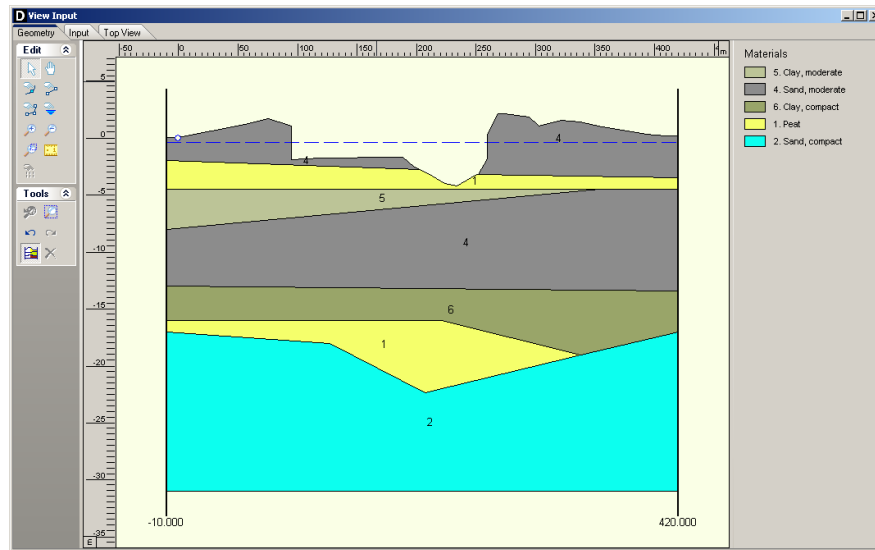 D View Input
Geometry Input Top View
Edit
Tools
-50 0 50 100 150 200 250 300 350 400 m
5
0
-5
-10
-15
-20
-25
-30
-35
E
4
4
1
5
4
6
1
2
-10.000 420.000
Materials
5. Clay, moderate
4. Sand, moderate
6. Clay, compact
1. Peat
2. Sand, compact